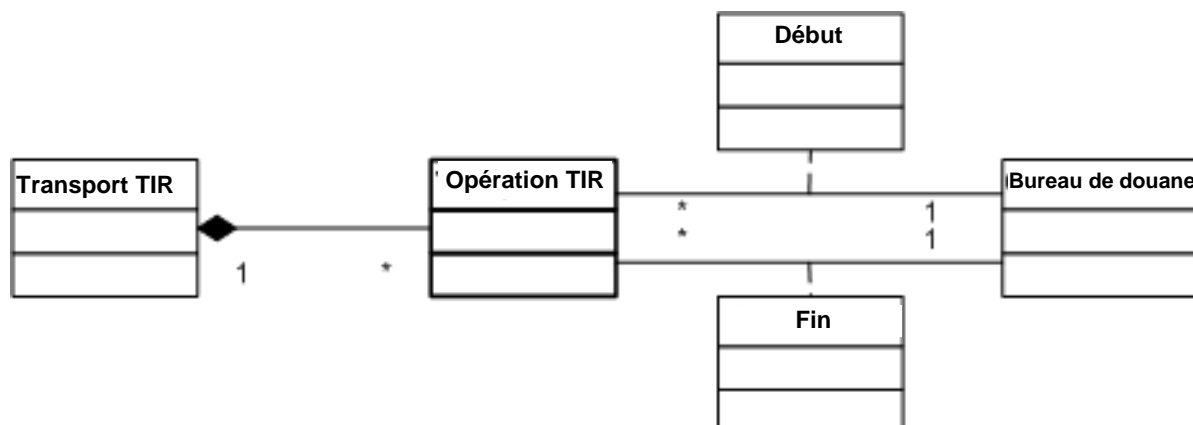 Début
Transport TIR
Opération TIR
Bureau de douane
* 1
* 1
1 *
Fin